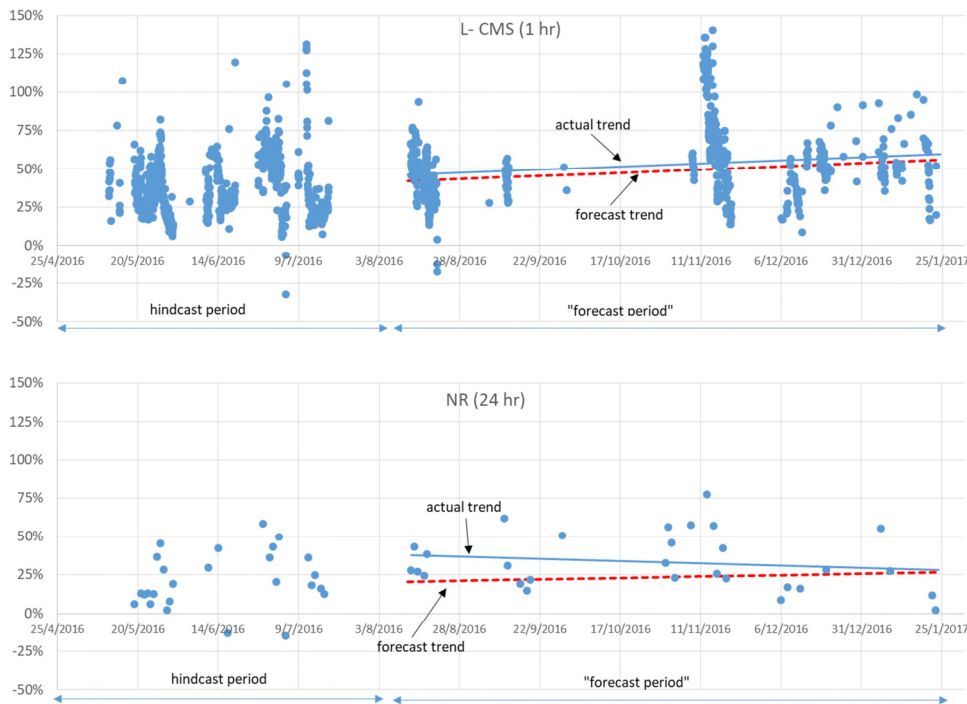 150%
L- CMS (1 hr)
125%
100%
actual trend
75%
50%
25%
forecast trend
0%
25/4/2016 20/5/2016 14/6/2016 9/7/2016 3/8/2016 28/8/2016 22/9/2016 17/10/2016 11/11/2016 6/12/2016 31/12/2016 25/1/2017
-25%
hindcast period "forecast period"
-50%
150%
NR (24 hr)
125%
100%
75%
actual trend
50%
25%
0%
25/4/2016 20/5/2016 14/6/2016 9/7/2016 3/8/2016 28/8/2016 22/9/2016 17/10/2016 11/11/2016 6/12/2016 31/12/2016 25/1/2017
forecast trend
-25%
hindcast period "forecast period"
-50%